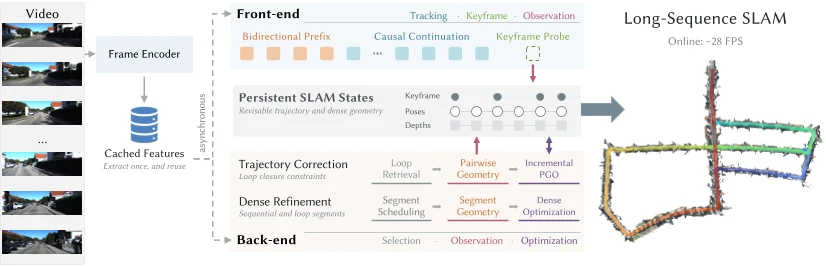 Video
...
Frame Encoder
Cached Features
Extract once, and reuse
asynchronous
Front-end
Tracking · Keyframe · Observation
Bidirectional Prefix
Causal Continuation
Keyframe Probe
...
Persistent SLAM States
Revisable trajectory and dense geometry
Keyframe
Poses
Depths
Trajectory Correction
Loop closure constraints
Loop
Retrieval
Pairwise
Geometry
Incremental
PGO
Dense Refinement
Sequential and loop segments
Segment
Scheduling
Segment
Geometry
Dense
Optimization
Back-end
Selection · Observation · Optimization
Long-Sequence SLAM
Online: ~28 FPS